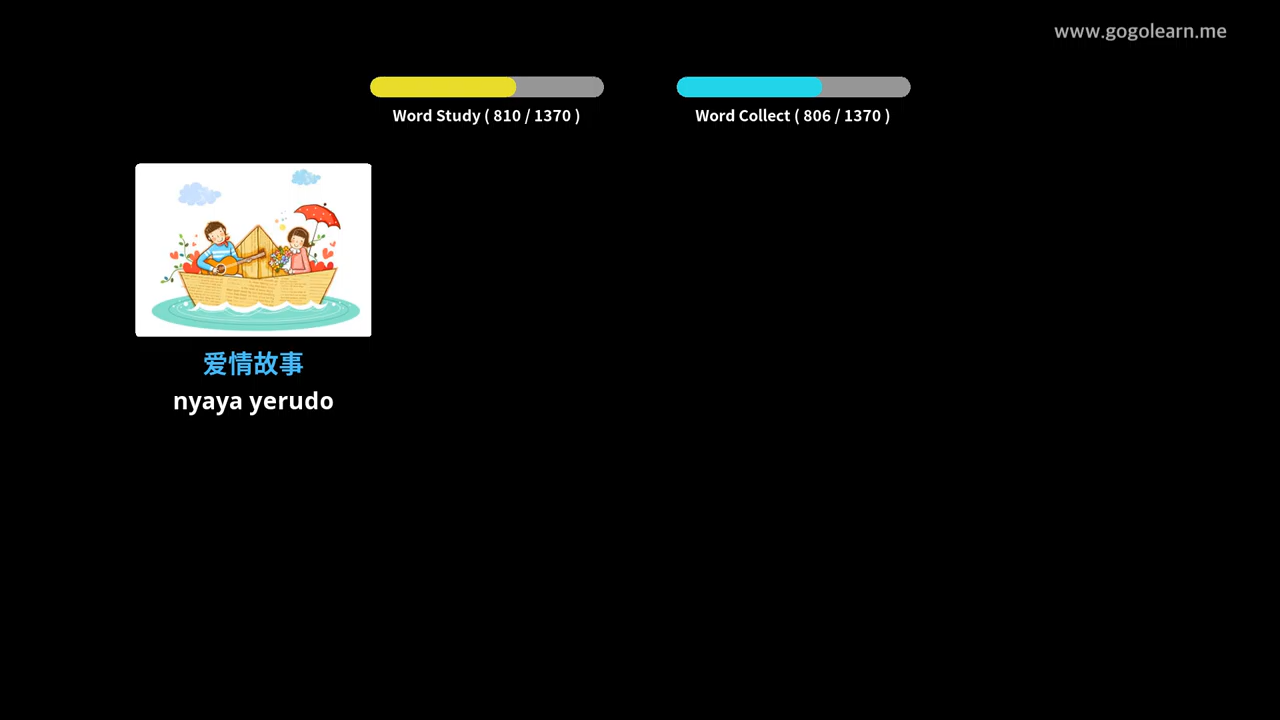 www.gogolearn.me
Word Study ( 810 / 1370 )
Word Collect ( 806 / 1370 )
爱情故事
nyaya yerudo